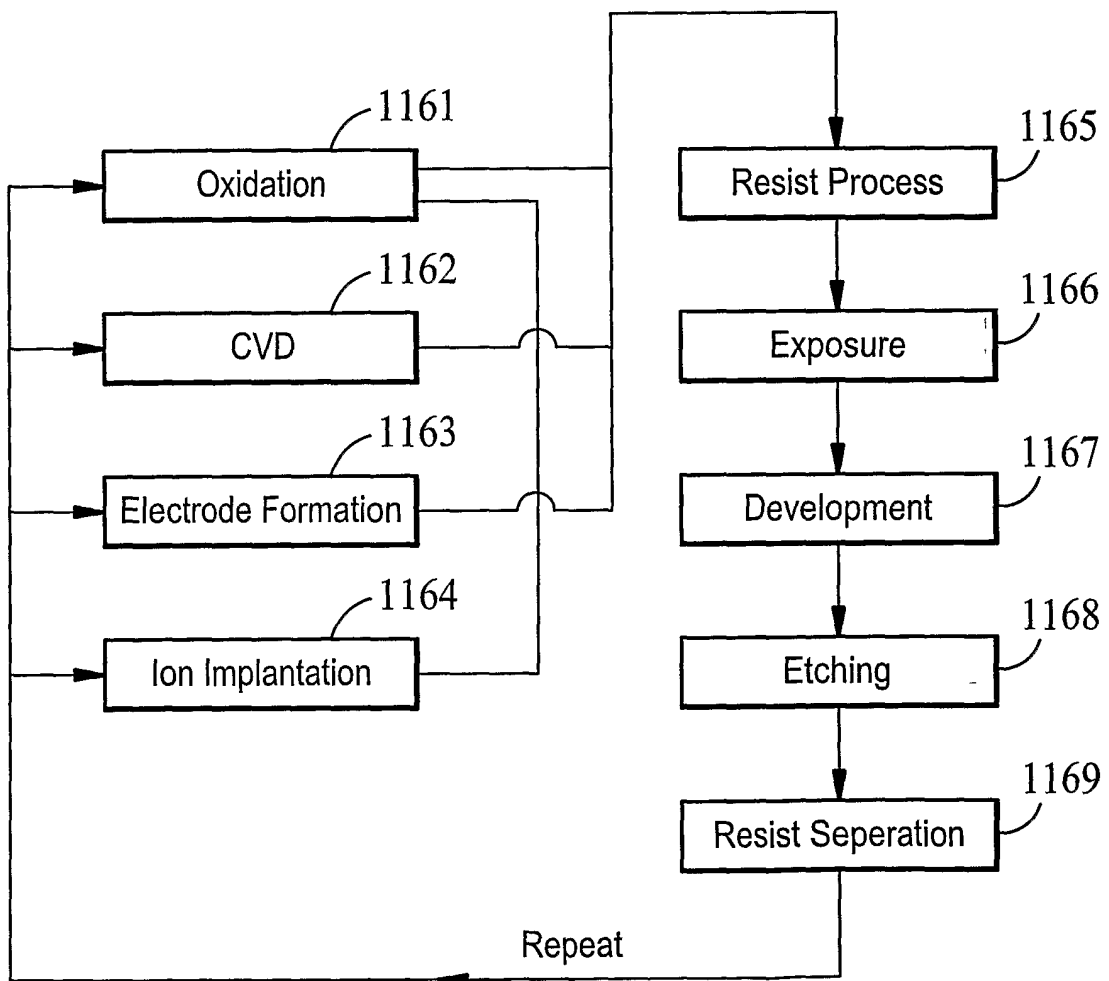 1161
Oxidation
1162
CVD
1163
Electrode Formation
1164
Ion Implantation
1165
Resist Process
1166
Exposure
1167
Development
1168
Etching
1169
Resist Seperation
Repeat